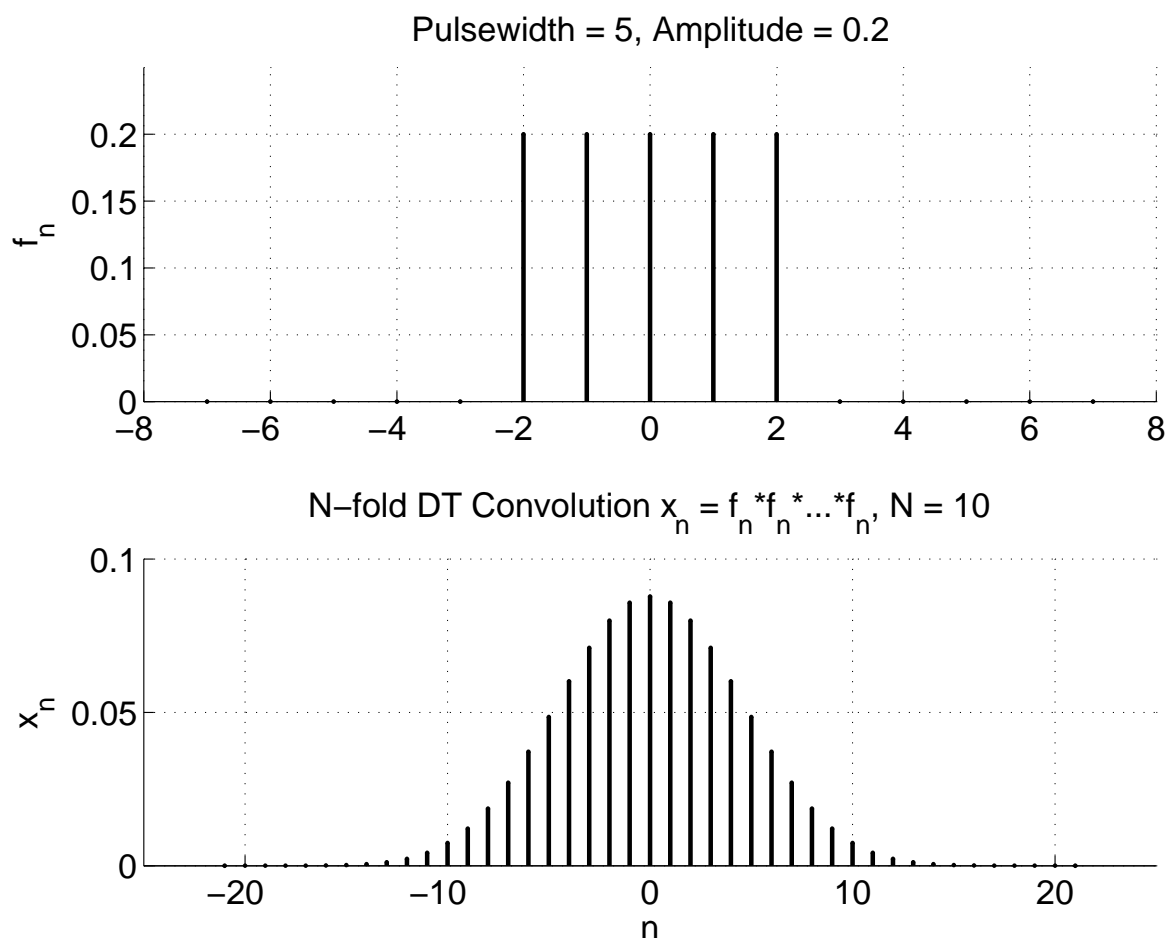 Pulsewidth = 5, Amplitude = 0.2
f_n
0.2
0.15
0.1
0.05
0
−8 −6 −4 −2 0 2 4 6 8
N−fold DT Convolution x_n = f_n*f_n*...*f_n, N = 10
x_n
0.1
0.05
0
−20 −10 0 10 20
n